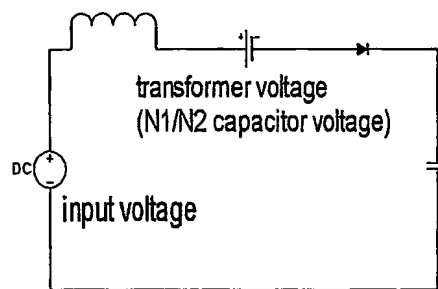 transformer voltage
(N1/N2 capacitor voltage)
DC
input voltage